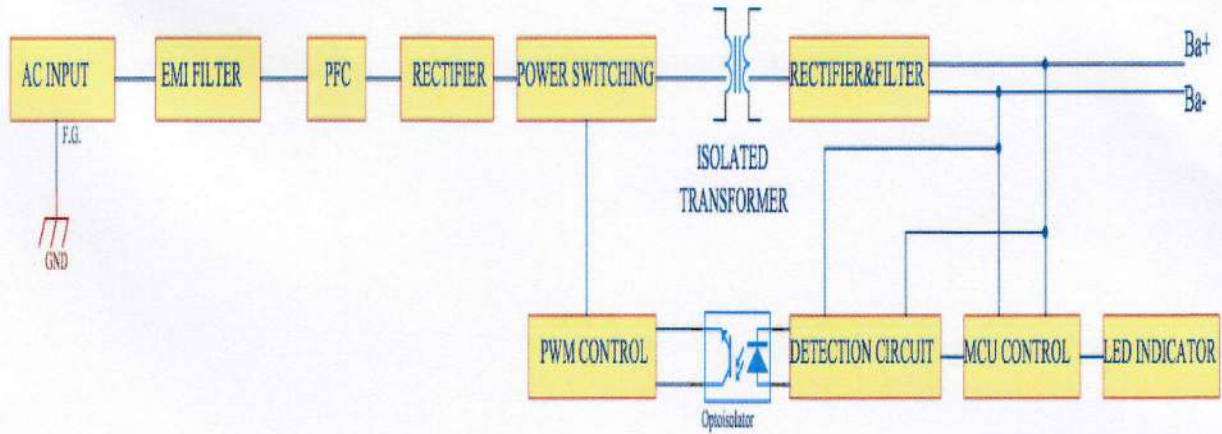 AC INPUT
EMI FILTER
PFC
RECTIFIER
POWER SWITCHING
RECTIFIER&FILTER
Ba+
Ba-
F.G.
GND
ISOLATED
TRANSFORMER
PWM CONTROL
Optoisolator
DETECTION CIRCUIT
MCU CONTROL
LED INDICATOR